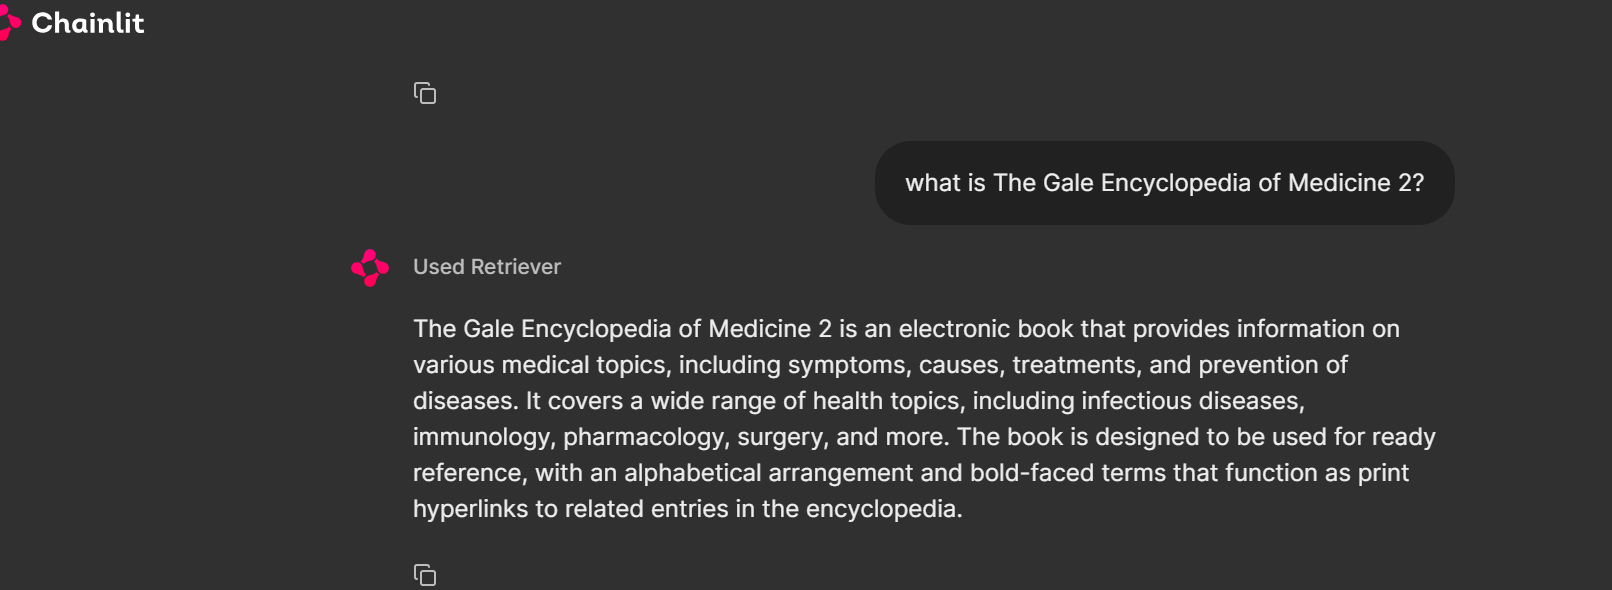 Chainlit
what is The Gale Encyclopedia of Medicine 2?
Used Retriever
The Gale Encyclopedia of Medicine 2 is an electronic book that provides information on
various medical topics, including symptoms, causes, treatments, and prevention of
diseases. It covers a wide range of health topics, including infectious diseases,
immunology, pharmacology, surgery, and more. The book is designed to be used for ready
reference, with an alphabetical arrangement and bold-faced terms that function as print
hyperlinks to related entries in the encyclopedia.